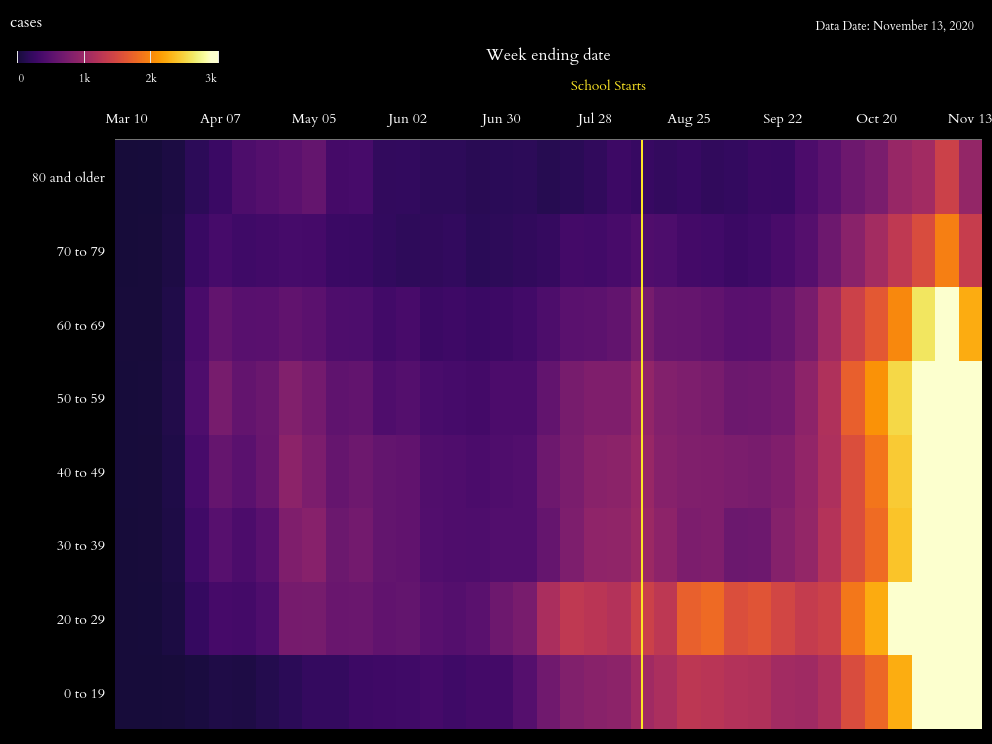 cases
Data Date: November 13, 2020
0 1k 2k 3k
Week ending date
School Starts
Mar 10 Apr 07 May 05 Jun 02 Jun 30 Jul 28 Aug 25 Sep 22 Oct 20 Nov 13
80 and older
70 to 79
60 to 69
50 to 59
40 to 49
30 to 39
20 to 29
0 to 19